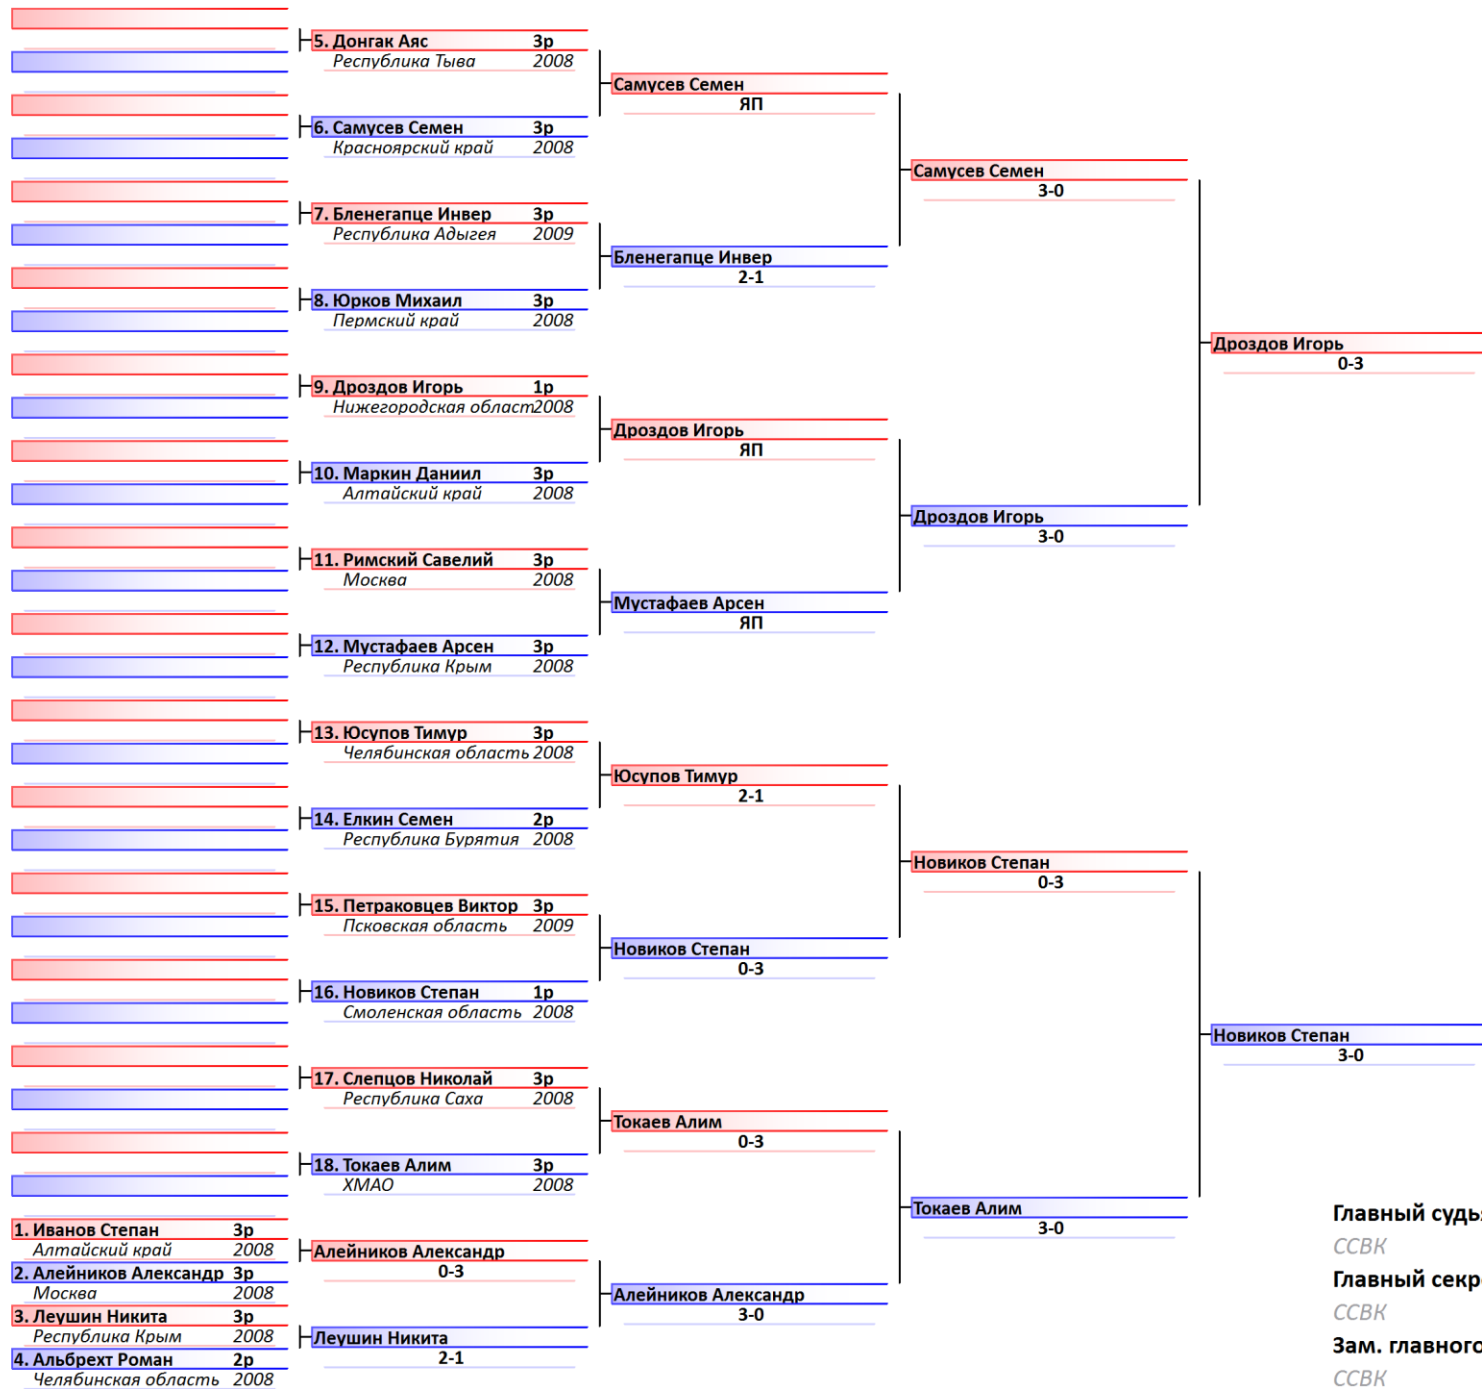 5. Донгак Аяс 3р
Республика Тыва 2008
Самусев Семен
ЯП
6. Самусев Семен 3р
Красноярский край 2008
Самусев Семен
3-0
7. Бленегапце Инвер 3р
Республика Адыгея 2009
Бленегапце Инвер
2-1
8. Юрков Михаил 3р
Пермский край 2008
Дроздов Игорь
0-3
9. Дроздов Игорь 1р
Нижегородская област 2008
Дроздов Игорь
ЯП
10. Маркин Даниил 3р
Алтайский край 2008
Дроздов Игорь
3-0
11. Римский Савелий 3р
Москва 2008
Мустафаев Арсен
ЯП
12. Мустафаев Арсен 3р
Республика Крым 2008
13. Юсупов Тимур 3р
Челябинская область 2008
Юсупов Тимур
2-1
14. Елкин Семен 2р
Республика Бурятия 2008
Новиков Степан
0-3
15. Петраковцев Виктор 3р
Псковская область 2009
Новиков Степан
0-3
16. Новиков Степан 1р
Смоленская область 2008
Новиков Степан
3-0
17. Слепцов Николай 3р
Республика Саха 2008
Токаев Алим
0-3
18. Токаев Алим 3р
ХМАО 2008
Токаев Алим
3-0
1. Иванов Степан 3р
Алтайский край 2008
Алейников Александр
0-3
2. Алейников Александр 3р
Москва 2008
Алейников Александр
3-0
3. Леушин Никита 3р
Республика Крым 2008
Леушин Никита
2-1
4. Альбрехт Роман 2р
Челябинская область 2008
Главный судь
ССВК
Главный секр
ССВК
Зам. главного
ССВК